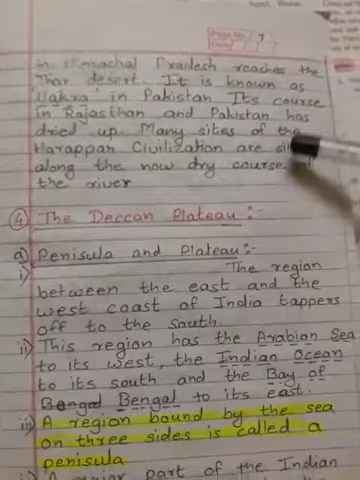 Page No. 7
Date
in Himachal Pradesh reaches the
Thar desert. It is known as
'Hakra' in Pakistan Its course
in Rajasthan and Pakistan has
dried up. Many sites of the
Harappan Civilization are
along the now dry course of
the river
4 The Deccan Plateau :-
a) Penisula and Plateau :-
i) The region
between the east and the
west coast of India tappers
off to the south.
ii) This region has the Arabian Sea
to its west, the Indian Ocean
to its south and the Bay of
Bengal to its east.
iii) A region bound by the sea
on three sides is called a
penisula
part of the Indian